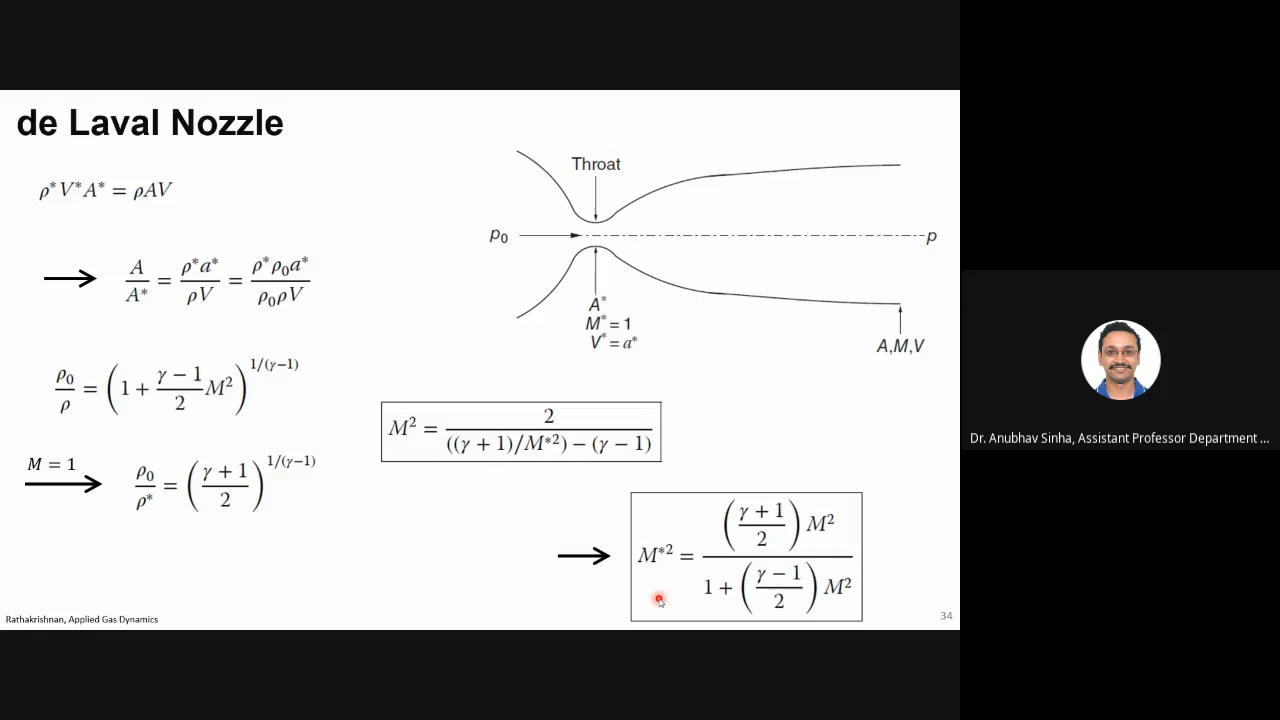 de Laval Nozzle
ρ*V*A* = ρAV
A/A* = ρ*a*/ρV = ρ*ρ₀a*/ρ₀ρV
ρ₀/ρ = (1 + (γ − 1)/2 M²)^1/(γ−1)
M = 1
ρ₀/ρ* = ((γ + 1)/2)^1/(γ−1)
Throat
p₀
p
A*
M* = 1
V* = a*
A,M,V
M² = 2/(((γ + 1)/M*²) − (γ − 1))
M*² = ((γ + 1)/2) M² / (1 + ((γ − 1)/2) M²)
Rathakrishnan, Applied Gas Dynamics
34
Dr. Anubhav Sinha, Assistant Professor Department ...